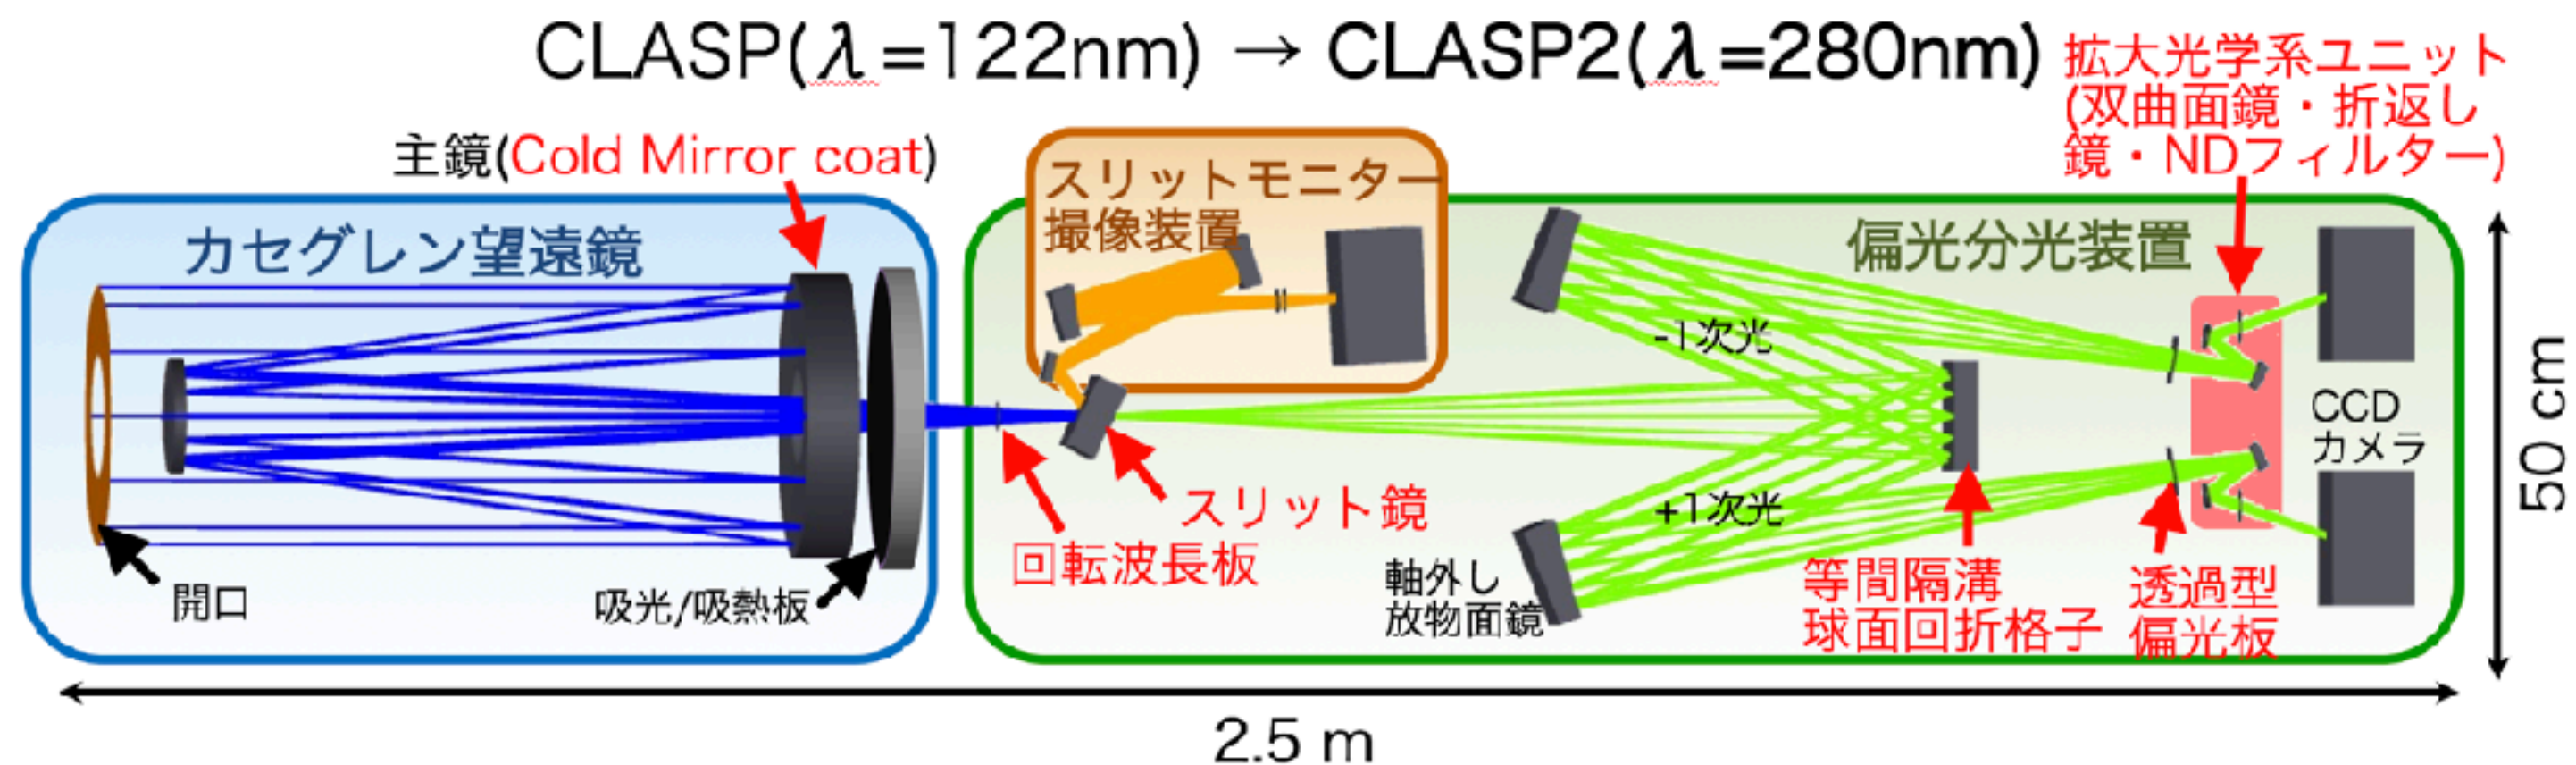 CLASP(λ=122nm) → CLASP2(λ=280nm)
拡大光学系ユニット
(双曲面鏡・折返し
鏡・NDフィルター)
主鏡(Cold Mirror coat)
カセグレン望遠鏡
スリットモニター
撮像装置
偏光分光装置
-1次光
+1次光
CCD
カメラ
スリット鏡
回転波長板
開口
吸光/吸熱板
軸外し
放物面鏡
等間隔溝
球面回折格子
透過型
偏光板
50 cm
2.5 m